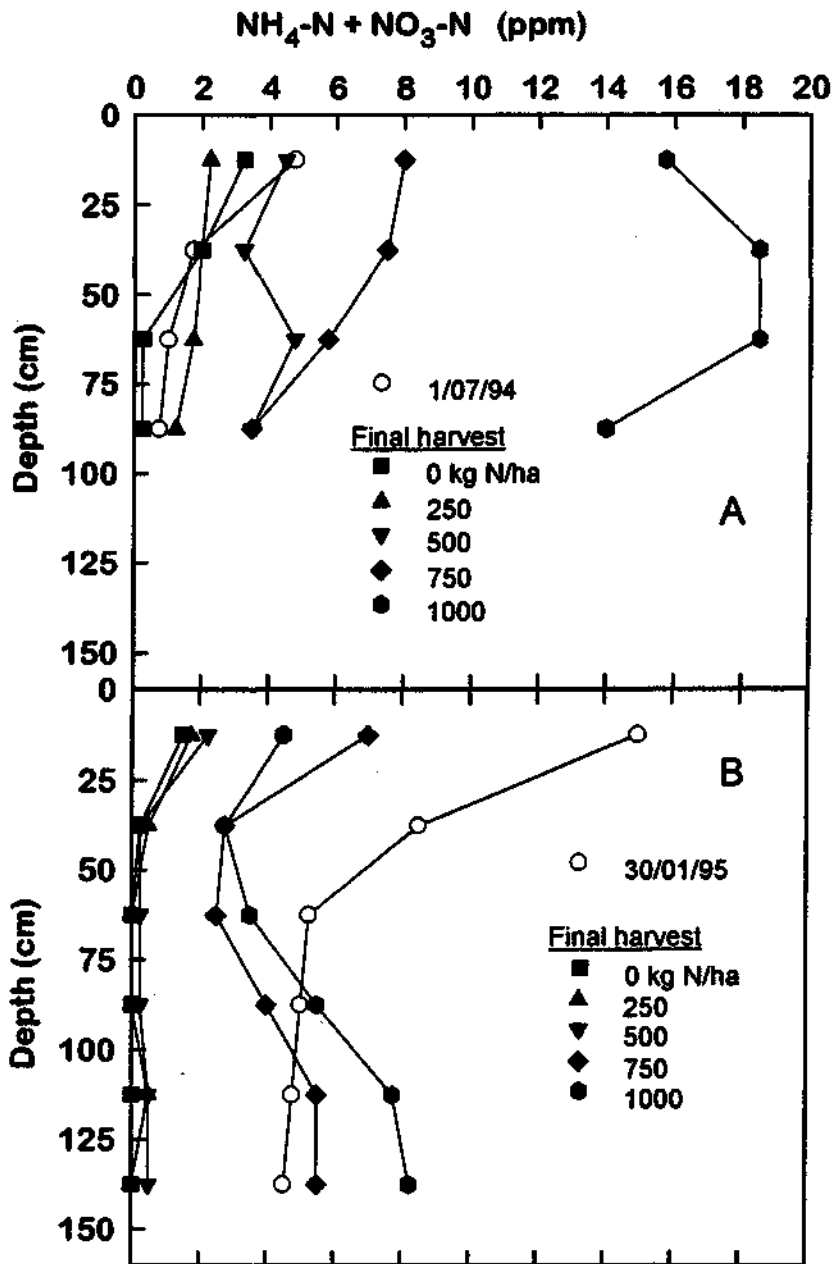 NH₄-N + NO₃-N (ppm)
0 2 4 6 8 10 12 14 16 18 20
0
25
50
75
100
125
150
Depth (cm)
1/07/94
Final harvest
0 kg N/ha
250
500
750
1000
A
0
25
50
75
100
125
150
Depth (cm)
B
30/01/95
Final harvest
0 kg N/ha
250
500
750
1000